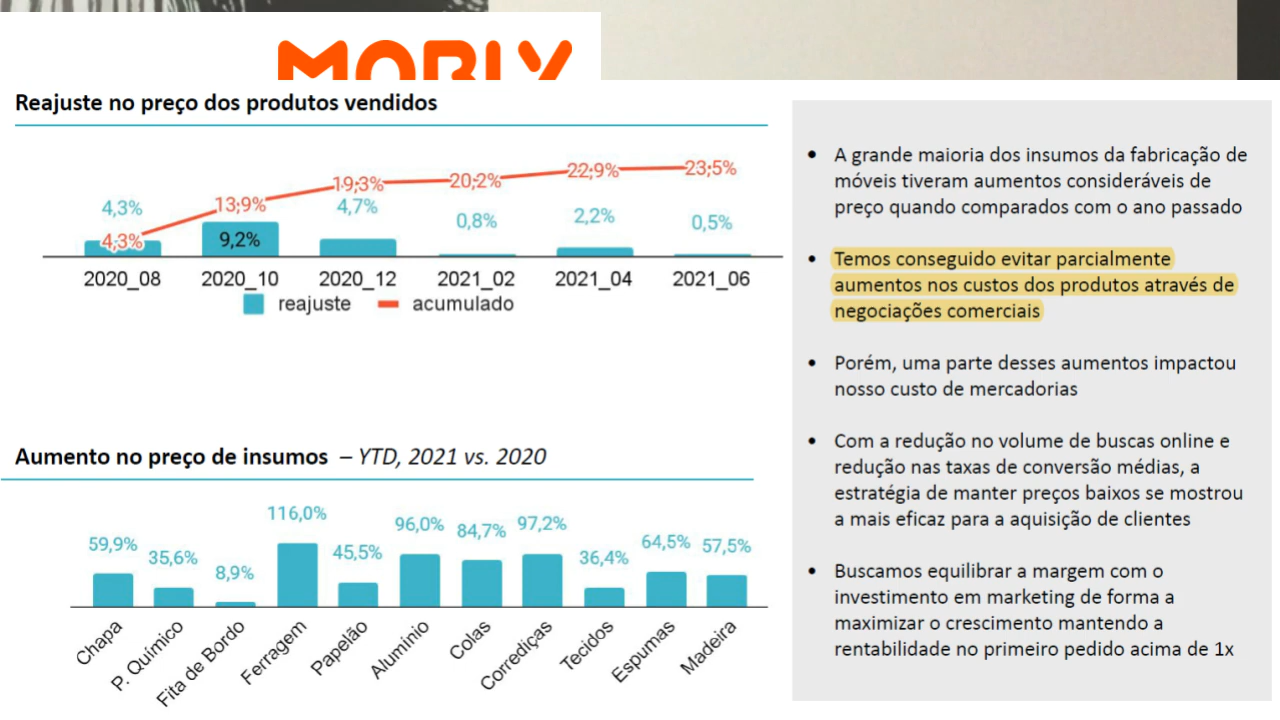 MOBLY
Reajuste no preço dos produtos vendidos
4,3%
4,3%
13,9%
9,2%
19,3%
4,7%
20,2%
0,8%
22,9%
2,2%
23,5%
0,5%
2020_08 2020_10 2020_12 2021_02 2021_04 2021_06
reajuste acumulado
Aumento no preço de insumos – YTD, 2021 vs. 2020
59,9% 35,6% 8,9% 116,0% 45,5% 96,0% 84,7% 97,2% 36,4% 64,5% 57,5%
Chapa
P. Químico
Fita de Bordo
Ferragem
Papelão
Alumínio
Colas
Corrediças
Tecidos
Espumas
Madeira
• A grande maioria dos insumos da fabricação de
móveis tiveram aumentos consideráveis de
preço quando comparados com o ano passado
• Temos conseguido evitar parcialmente
aumentos nos custos dos produtos através de
negociações comerciais
• Porém, uma parte desses aumentos impactou
nosso custo de mercadorias
• Com a redução no volume de buscas online e
redução nas taxas de conversão médias, a
estratégia de manter preços baixos se mostrou
a mais eficaz para a aquisição de clientes
• Buscamos equilibrar a margem com o
investimento em marketing de forma a
maximizar o crescimento mantendo a
rentabilidade no primeiro pedido acima de 1x